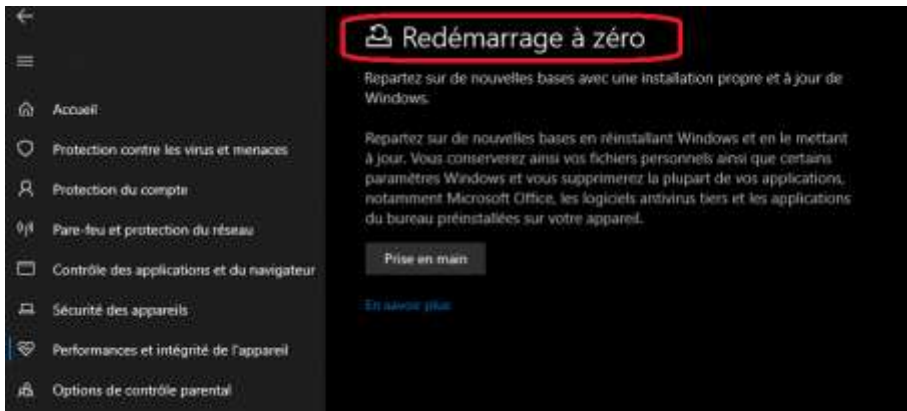 Redémarrage à zéro
Repartez sur de nouvelles bases avec une installation propre et à jour de
Windows.
Repartez sur de nouvelles bases en réinstallant Windows et en le mettant
à jour. Vous conserverez ainsi vos fichiers personnels ainsi que certains
paramètres Windows et vous supprimerez la plupart de vos applications,
notamment Microsoft Office, les logiciels antivirus tiers et les applications
du bureau préinstallées sur votre appareil.
Prise en main
En savoir plus
Accueil
Protection contre les virus et menaces
Protection du compte
Pare-feu et protection du réseau
Contrôle des applications et du navigateur
Sécurité des appareils
Performances et intégrité de l'appareil
Options de contrôle parental